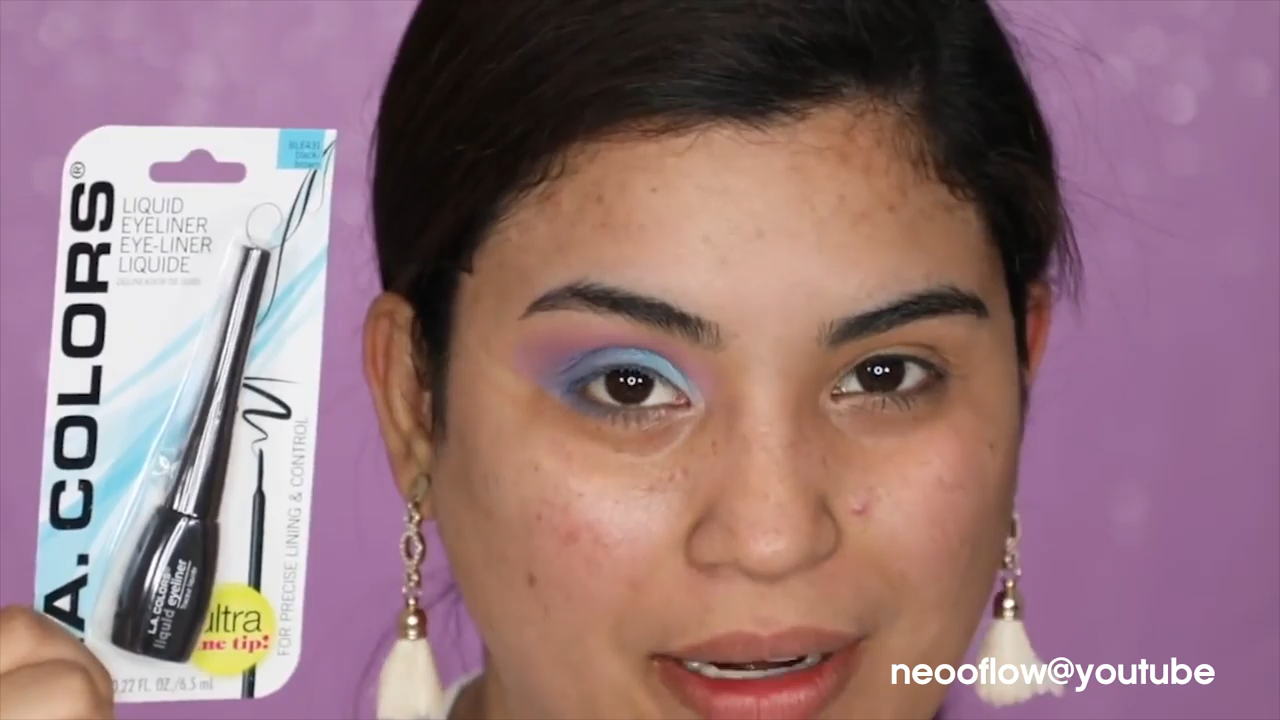 L.A. COLORS®
LIQUID
EYELINER
EYE-LINER
LIQUIDE
BLE431
black/
brown
FOR PRECISE LINING & CONTROL
L.A. COLORS
liquid eyeliner
ultra
fine tip!
0.22 FL. OZ./6.5 ml
neooflow@youtube